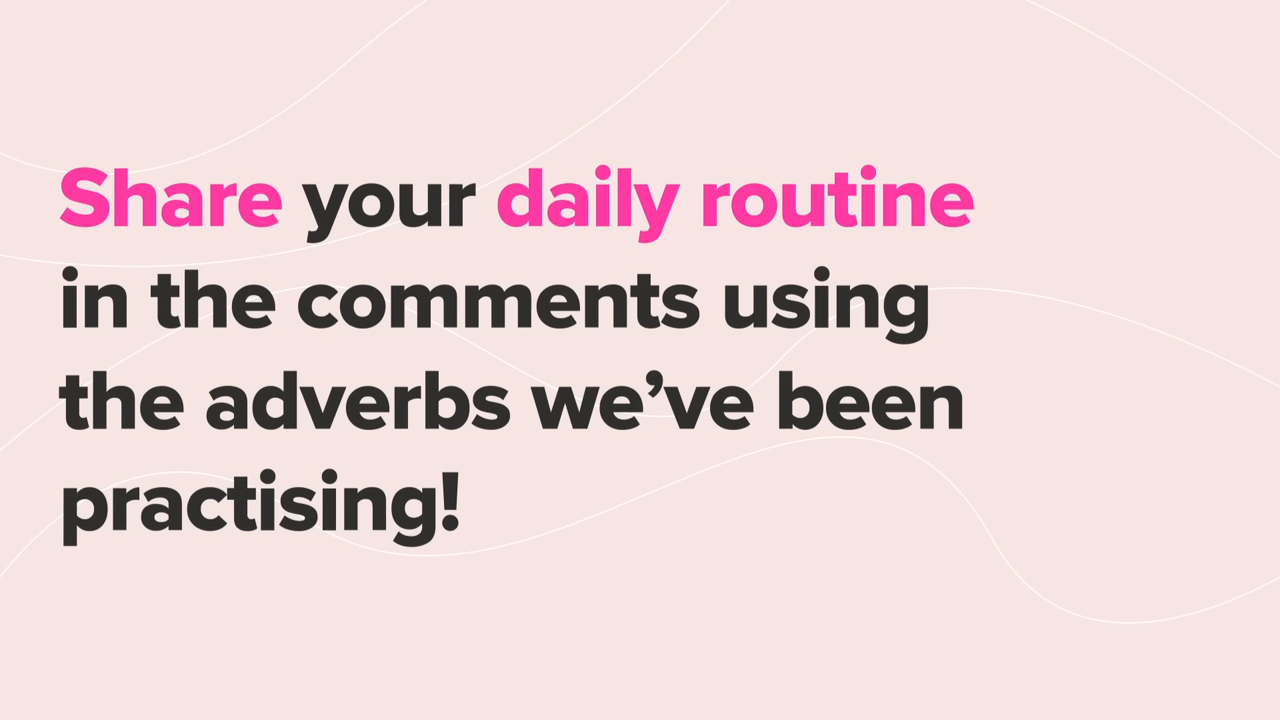 Share your daily routine
in the comments using
the adverbs we’ve been
practising!